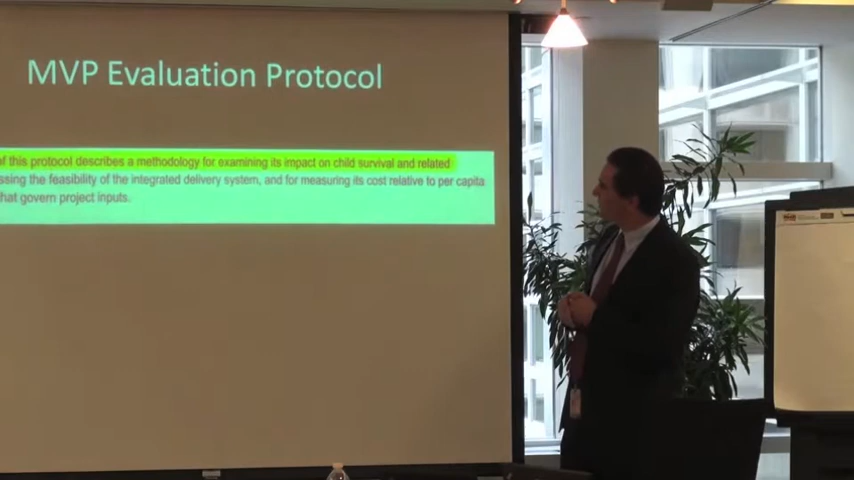 MVP Evaluation Protocol
of this protocol describes a methodology for examining its impact on child survival and related
ssing the feasibility of the integrated delivery system, and for measuring its cost relative to per capita
that govern project inputs.